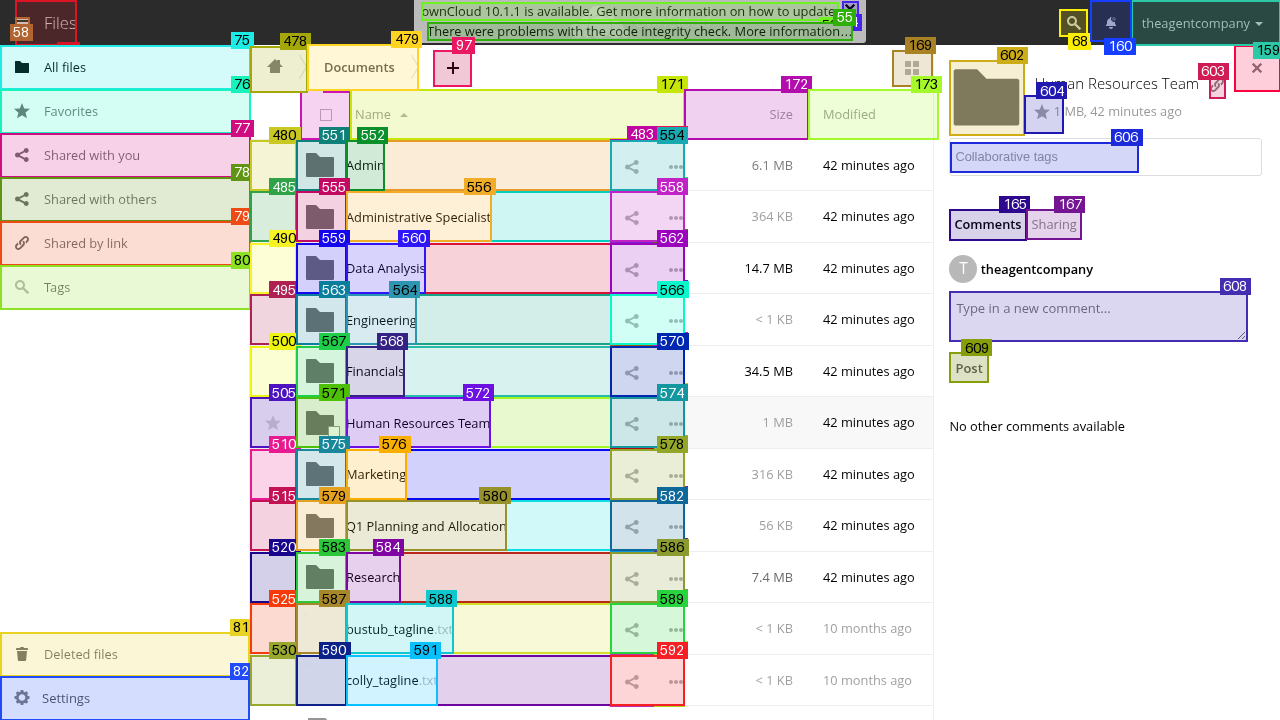 Files
58
ownCloud 10.1.1 is available. Get more information on how to update
There were problems with the code integrity check. More information…
55
68
160
theagentcompany
159
75
All files
76
Favorites
77
Shared with you
78
Shared with others
79
Shared by link
80
Tags
81
Deleted files
82
Settings
478
479
Documents
97
+
169
171
Name
172
Size
173
Modified
480
551
552
483
554
Admin
6.1 MB
42 minutes ago
485
555
556
558
Administrative Specialist
364 KB
42 minutes ago
490
559
560
562
Data Analysis
14.7 MB
42 minutes ago
495
563
564
566
Engineering
< 1 KB
42 minutes ago
500
567
568
570
Financials
34.5 MB
42 minutes ago
505
571
572
574
Human Resources Team
1 MB
42 minutes ago
510
575
576
578
Marketing
316 KB
42 minutes ago
515
579
580
582
Q1 Planning and Allocation
56 KB
42 minutes ago
520
583
584
586
Research
7.4 MB
42 minutes ago
525
587
588
589
bustub_tagline.txt
< 1 KB
10 months ago
530
590
591
592
colly_tagline.txt
< 1 KB
10 months ago
602
Human Resources Team
603
604
1 MB, 42 minutes ago
606
Collaborative tags
165
167
Comments
Sharing
T
theagentcompany
608
Type in a new comment…
609
Post
No other comments available